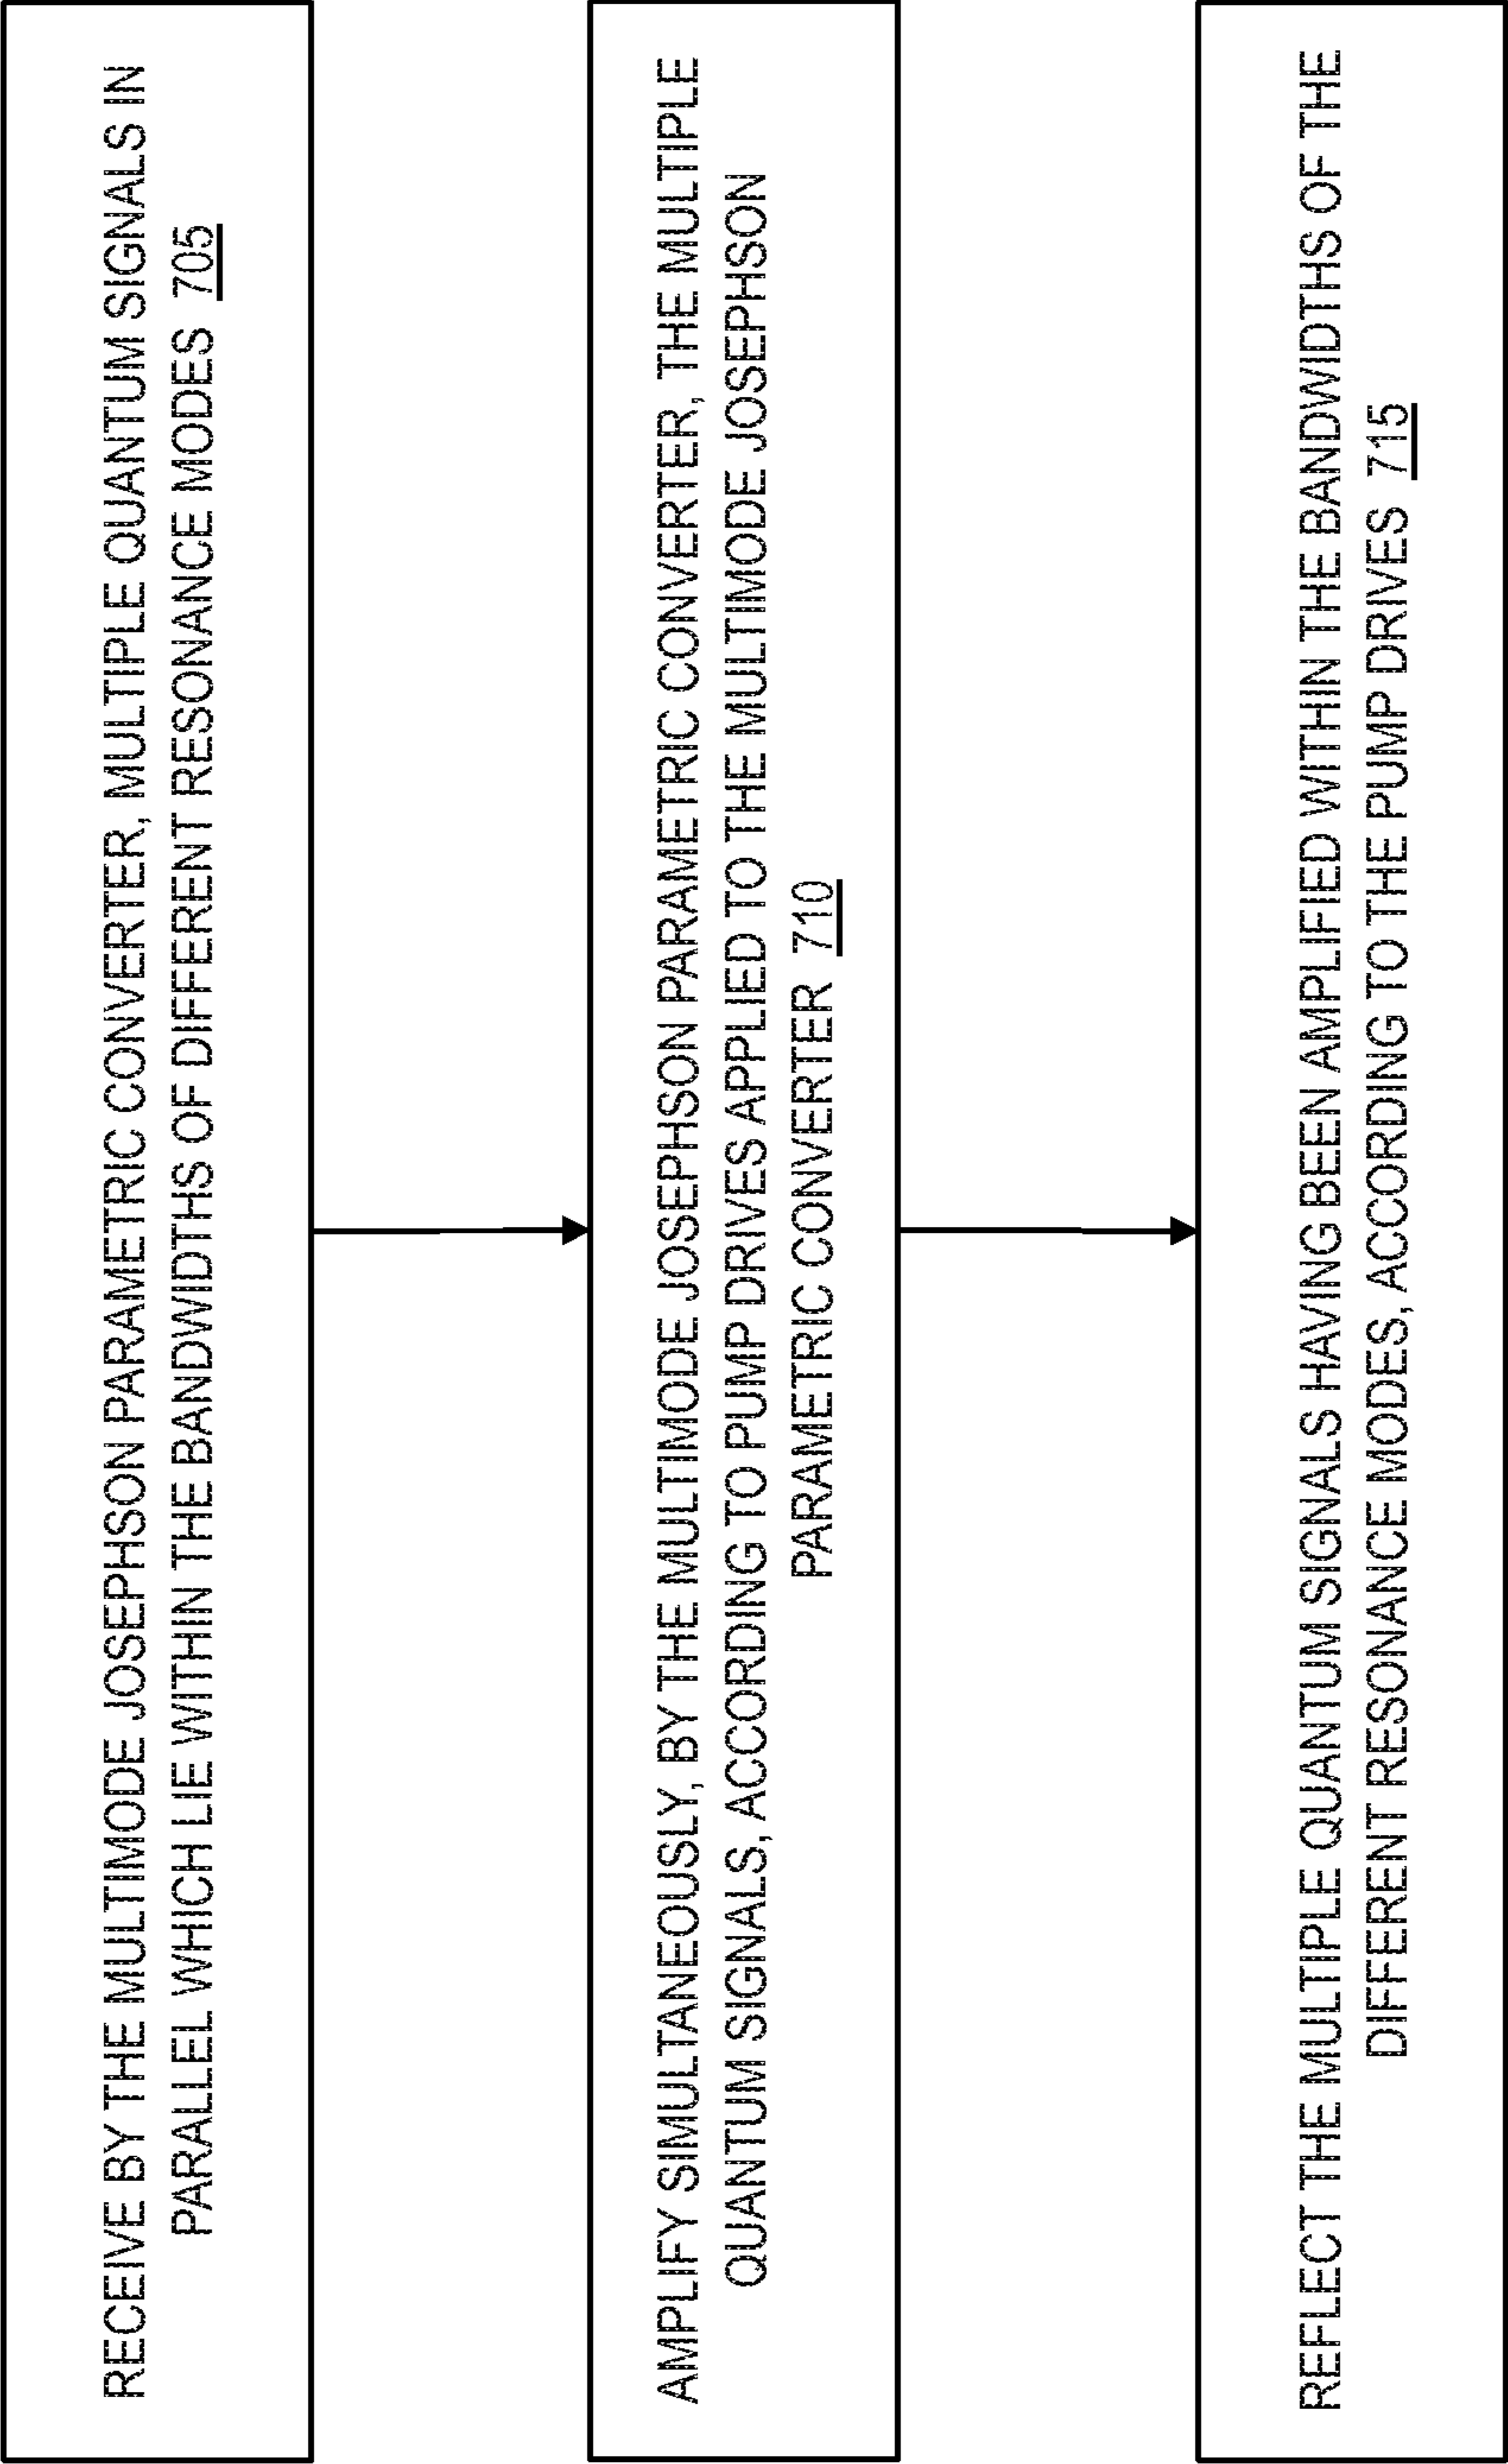 RECEIVE BY THE MULTIMODE JOSEPHSON PARAMETRIC CONVERTER, MULTIPLE QUANTUM SIGNALS IN
PARALLEL WHICH LIE WITHIN THE BANDWIDTHS OF DIFFERENT RESONANCE MODES 705
AMPLIFY SIMULTANEOUSLY, BY THE MULTIMODE JOSEPHSON PARAMETRIC CONVERTER, THE MULTIPLE
QUANTUM SIGNALS, ACCORDING TO PUMP DRIVES APPLIED TO THE MULTIMODE JOSEPHSON
PARAMETRIC CONVERTER 710
REFLECT THE MULTIPLE QUANTUM SIGNALS HAVING BEEN AMPLIFIED WITHIN THE BANDWIDTHS OF THE
DIFFERENT RESONANCE MODES, ACCORDING TO THE PUMP DRIVES 715